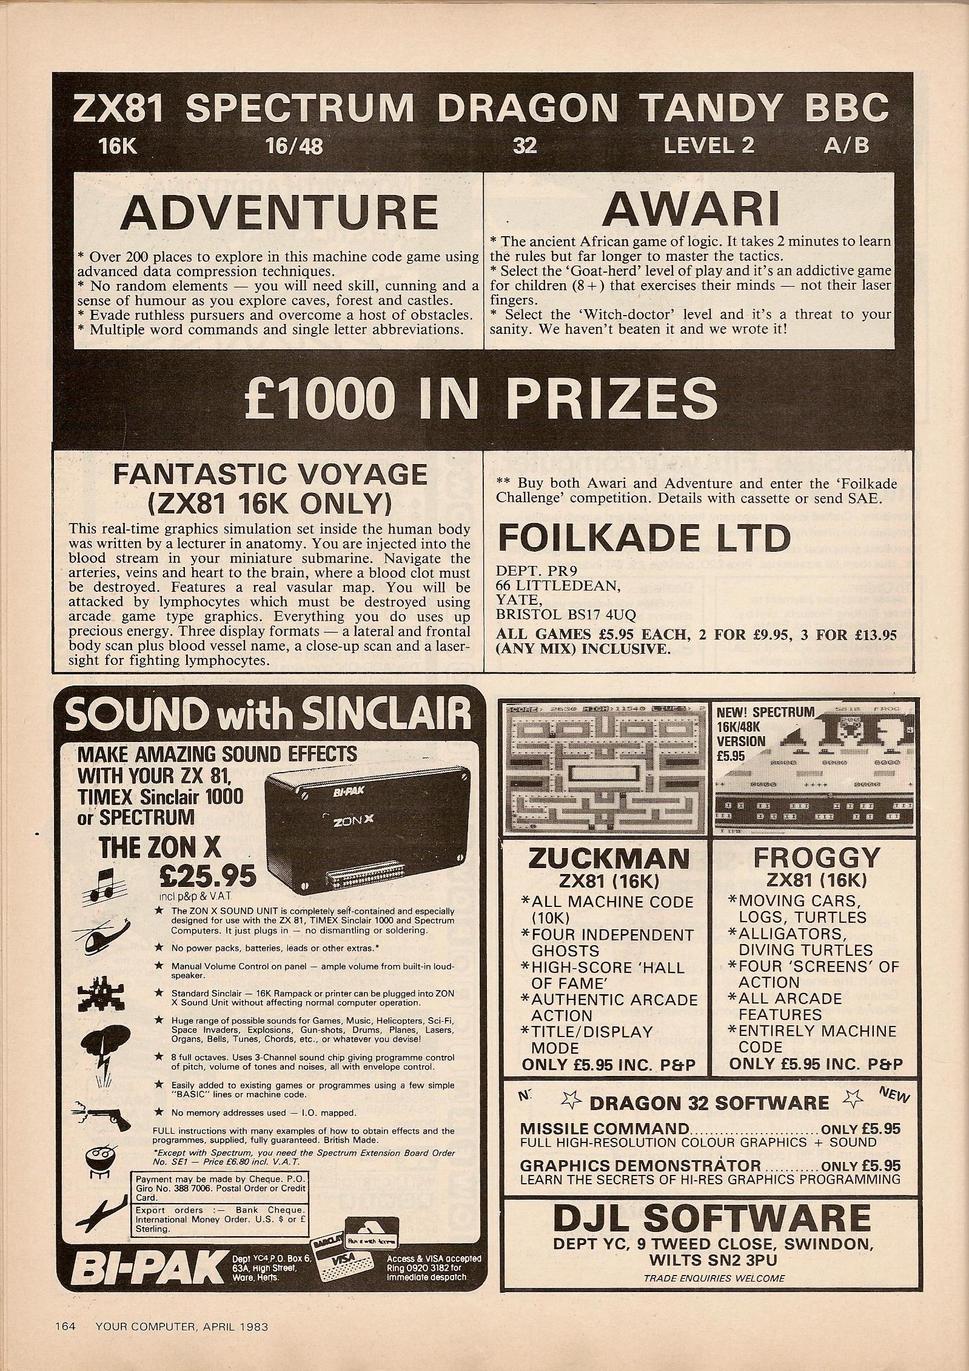 ZX81 SPECTRUM DRAGON TANDY BBC
16K 16/48 32 LEVEL 2 A/B
ADVENTURE
* Over 200 places to explore in this machine code game using
advanced data compression techniques.
* No random elements — you will need skill, cunning and a
sense of humour as you explore caves, forest and castles.
* Evade ruthless pursuers and overcome a host of obstacles.
* Multiple word commands and single letter abbreviations.
AWARI
* The ancient African game of logic. It takes 2 minutes to learn
the rules but far longer to master the tactics.
* Select the ‘Goat-herd’ level of play and it's an addictive game
for children (8+) that exercises their minds — not their laser
fingers.
* Select the ‘Witch-doctor’ level and it's a threat to your
sanity. We haven't beaten it and we wrote it!
£1000 IN PRIZES
FANTASTIC VOYAGE
(ZX81 16K ONLY)
This real-time graphics simulation set inside the human body
was written by a lecturer in anatomy. You are injected into the
blood stream in your miniature submarine. Navigate the
arteries, veins and heart to the brain, where a blood clot must
be destroyed. Features a real vasular map. You will be
attacked by lymphocytes which must be destroyed using
arcade game type graphics. Everything you do uses up
precious energy. Three display formats — a lateral and frontal
body scan plus blood vessel name, a close-up scan and a laser-
sight for fighting lymphocytes.
** Buy both Awari and Adventure and enter the ‘Foilkade
Challenge’ competition. Details with cassette or send SAE.
FOILKADE LTD
DEPT. PR9
66 LITTLEDEAN,
YATE,
BRISTOL BS17 4UQ
ALL GAMES £5.95 EACH, 2 FOR £9.95, 3 FOR £13.95
(ANY MIX) INCLUSIVE.
SOUND with SINCLAIR
MAKE AMAZING SOUND EFFECTS
WITH YOUR ZX 81,
TIMEX Sinclair 1000
or SPECTRUM
THE ZON X
£25.95
incl p&p & V.A.T.
BI-PAK
ZON X
★ The ZON X SOUND UNIT is completely self-contained and especially
designed for use with the ZX 81, TIMEX Sinclair 1000 and Spectrum
Computers. It just plugs in — no dismantling or soldering.
★ No power packs, batteries, leads or other extras.*
★ Manual Volume Control on panel — ample volume from built-in loud-
speaker.
★ Standard Sinclair — 16K Rampack or printer can be plugged into ZON
X Sound Unit without affecting normal computer operation.
★ Huge range of possible sounds for Games, Music, Helicopters, Sci-Fi,
Space Invaders, Explosions, Gun-shots, Drums, Planes, Lasers,
Organs, Bells, Tunes, Chords, etc., or whatever you devise!
★ 8 full octaves. Uses 3-Channel sound chip giving programme control
of pitch, volume of tones and noises, all with envelope control.
★ Easily added to existing games or programmes using a few simple
"BASIC" lines or machine code.
★ No memory addresses used — I.O. mapped.
FULL instructions with many examples of how to obtain effects and the
programmes, supplied, fully guaranteed. British Made.
*Except with Spectrum, you need the Spectrum Extension Board Order
No. SE1 — Price £6.80 incl. V.A.T.
Payment may be made by Cheque. P.O.
Giro No. 388 7006. Postal Order or Credit
Card.
Export orders :— Bank Cheque.
International Money Order. U.S. $ or £
Sterling.
BI-PAK
Dept YC4 P.O. Box 6,
63A, High Street,
Ware, Herts.
VISA
Access & VISA accepted
Ring 0920 3182 for
immediate despatch
SCORE: 2630 HIGH:11540 LIVES: 2
NEW! SPECTRUM
16K/48K
VERSION
£5.95
FROG
ZUCKMAN
ZX81 (16K)
*ALL MACHINE CODE
(10K)
*FOUR INDEPENDENT
GHOSTS
*HIGH-SCORE ‘HALL
OF FAME’
*AUTHENTIC ARCADE
ACTION
*TITLE/DISPLAY
MODE
ONLY £5.95 INC. P&P
FROGGY
ZX81 (16K)
*MOVING CARS,
LOGS, TURTLES
*ALLIGATORS,
DIVING TURTLES
*FOUR ‘SCREENS’ OF
ACTION
*ALL ARCADE
FEATURES
*ENTIRELY MACHINE
CODE
ONLY £5.95 INC. P&P
DRAGON 32 SOFTWARE NEW
MISSILE COMMAND........................ONLY £5.95
FULL HIGH-RESOLUTION COLOUR GRAPHICS + SOUND
GRAPHICS DEMONSTRATOR..........ONLY £5.95
LEARN THE SECRETS OF HI-RES GRAPHICS PROGRAMMING
DJL SOFTWARE
DEPT YC, 9 TWEED CLOSE, SWINDON,
WILTS SN2 3PU
TRADE ENQUIRIES WELCOME
164 YOUR COMPUTER, APRIL 1983